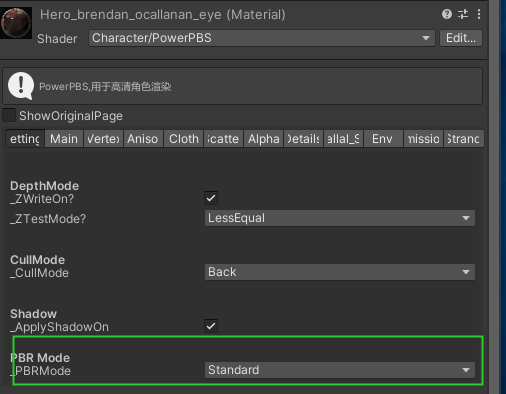 Hero_brendan_ocallanan_eye (Material)
Shader Character/PowerPBS Edit...
PowerPBS,用于高清角色渲染
ShowOriginalPage
etting Main Vertex Aniso Cloth Scatte Alpha Details allal_S Env missio Stranc
DepthMode
_ZWriteOn?
_ZTestMode? LessEqual
CullMode
_CullMode Back
Shadow
_ApplyShadowOn
PBR Mode
_PBRMode Standard